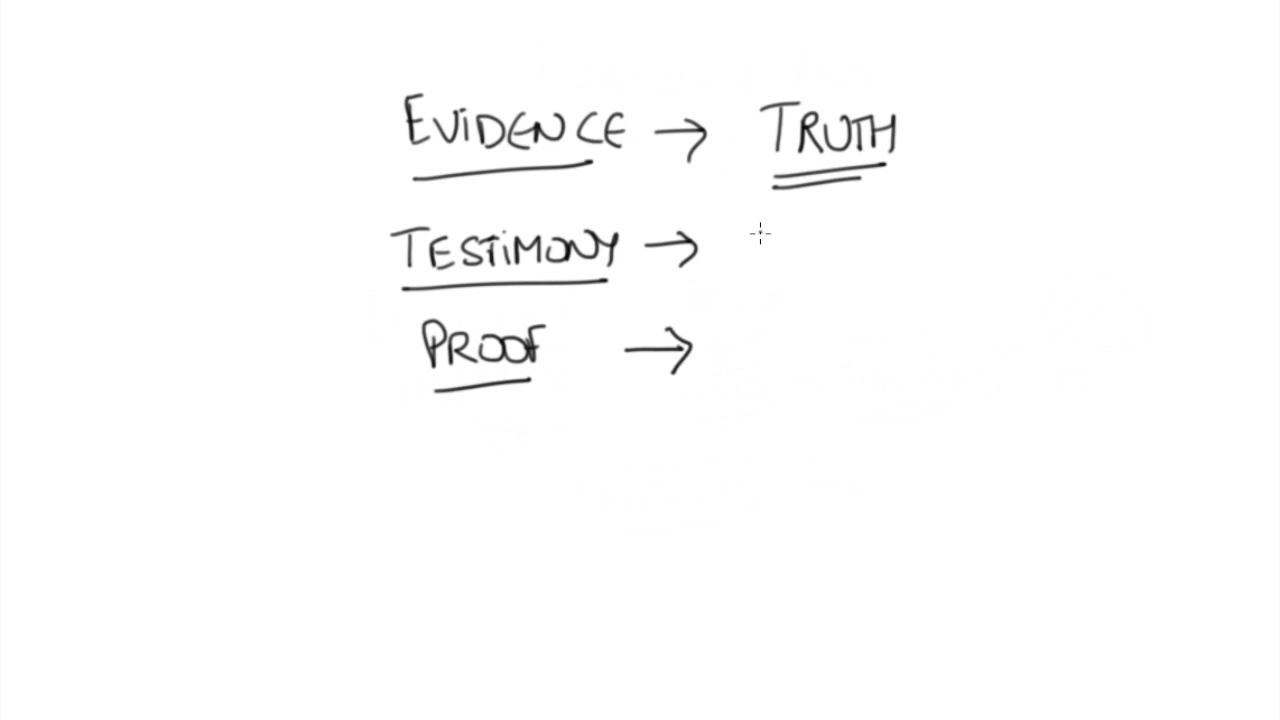 EViDENCE → TRUTH
TESTiMONY →
PROOF →